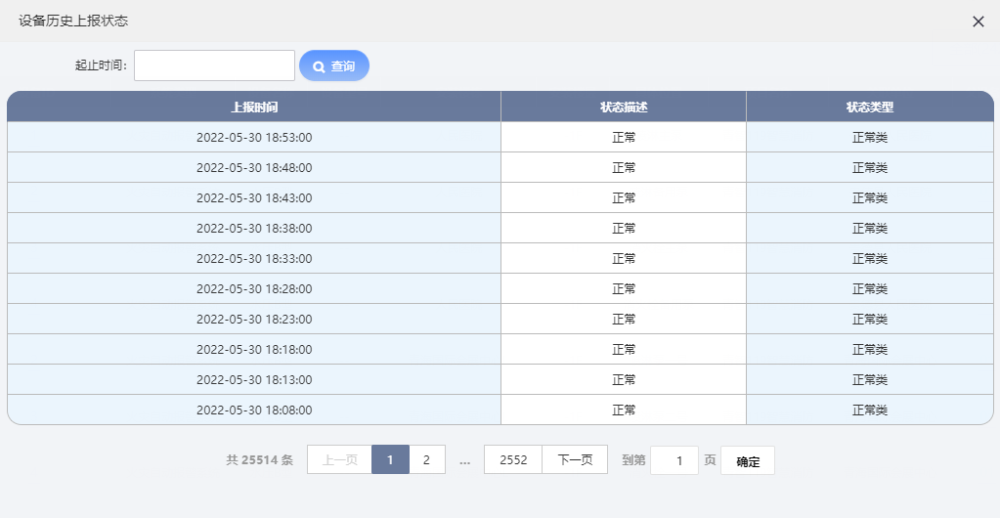 设备历史上报状态
起止时间: 查询
上报时间 状态描述 状态类型
2022-05-30 18:53:00 正常 正常类
2022-05-30 18:48:00 正常 正常类
2022-05-30 18:43:00 正常 正常类
2022-05-30 18:38:00 正常 正常类
2022-05-30 18:33:00 正常 正常类
2022-05-30 18:28:00 正常 正常类
2022-05-30 18:23:00 正常 正常类
2022-05-30 18:18:00 正常 正常类
2022-05-30 18:13:00 正常 正常类
2022-05-30 18:08:00 正常 正常类
共 25514 条 上一页 1 2 … 2552 下一页 到第 1 页 确定